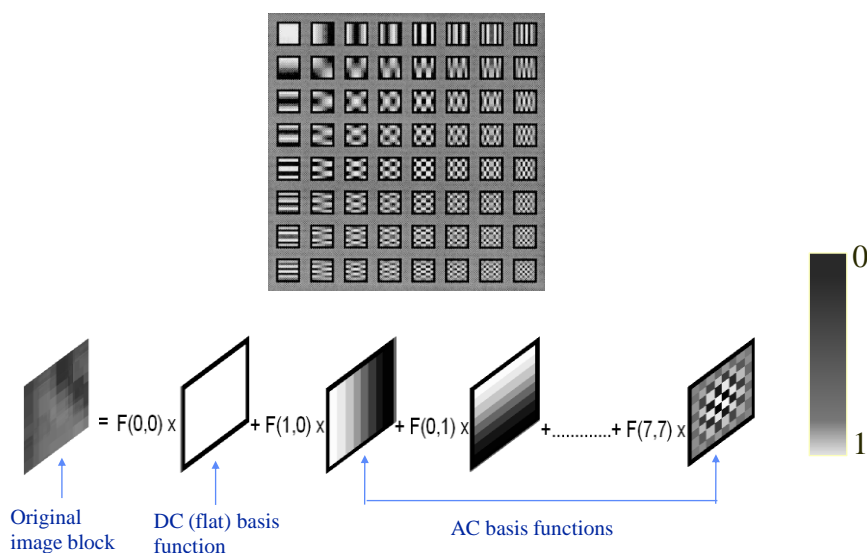 0
= F(0,0) x + F(1,0) x + F(0,1) x +.............+ F(7,7) x
1
Original
image block
DC (flat) basis
function
AC basis functions